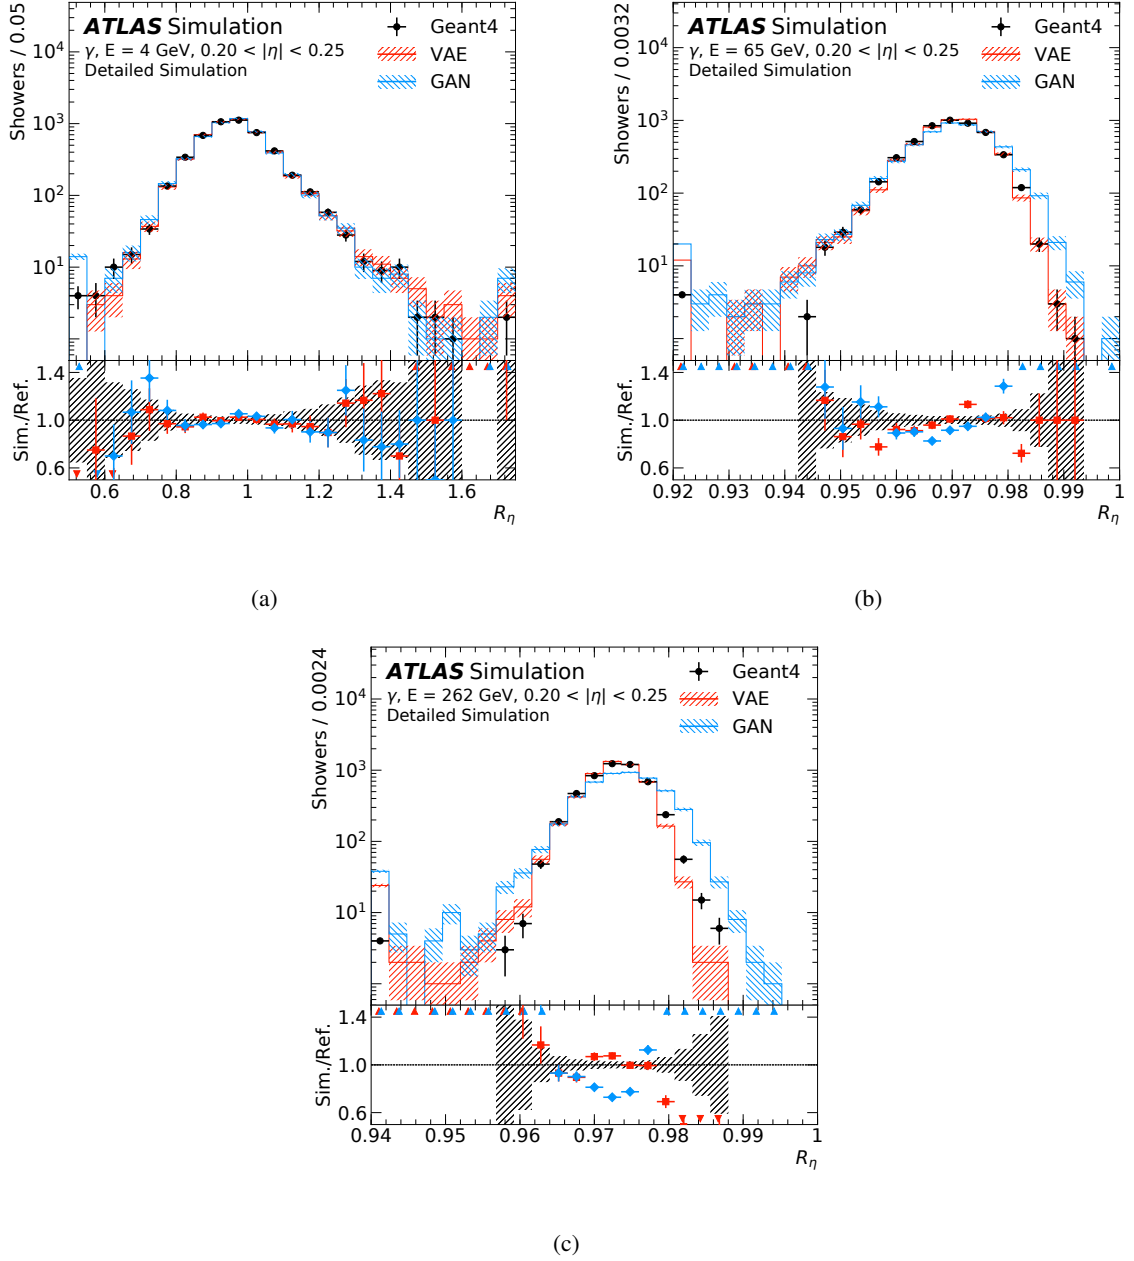 ATLAS Simulation
γ, E = 4 GeV, 0.20 < |η| < 0.25
Detailed Simulation
Geant4
VAE
GAN
Showers / 0.05
10⁴
10³
10²
10¹
Sim./Ref.
1.4
1.0
0.6
0.6 0.8 1 1.2 1.4 1.6
R_η
(a)
ATLAS Simulation
γ, E = 65 GeV, 0.20 < |η| < 0.25
Detailed Simulation
Geant4
VAE
GAN
Showers / 0.0032
10⁴
10³
10²
10¹
Sim./Ref.
1.4
1.0
0.6
0.92 0.93 0.94 0.95 0.96 0.97 0.98 0.99 1
R_η
(b)
ATLAS Simulation
γ, E = 262 GeV, 0.20 < |η| < 0.25
Detailed Simulation
Geant4
VAE
GAN
Showers / 0.0024
10⁴
10³
10²
10¹
Sim./Ref.
1.4
1.0
0.6
0.94 0.95 0.96 0.97 0.98 0.99 1
R_η
(c)